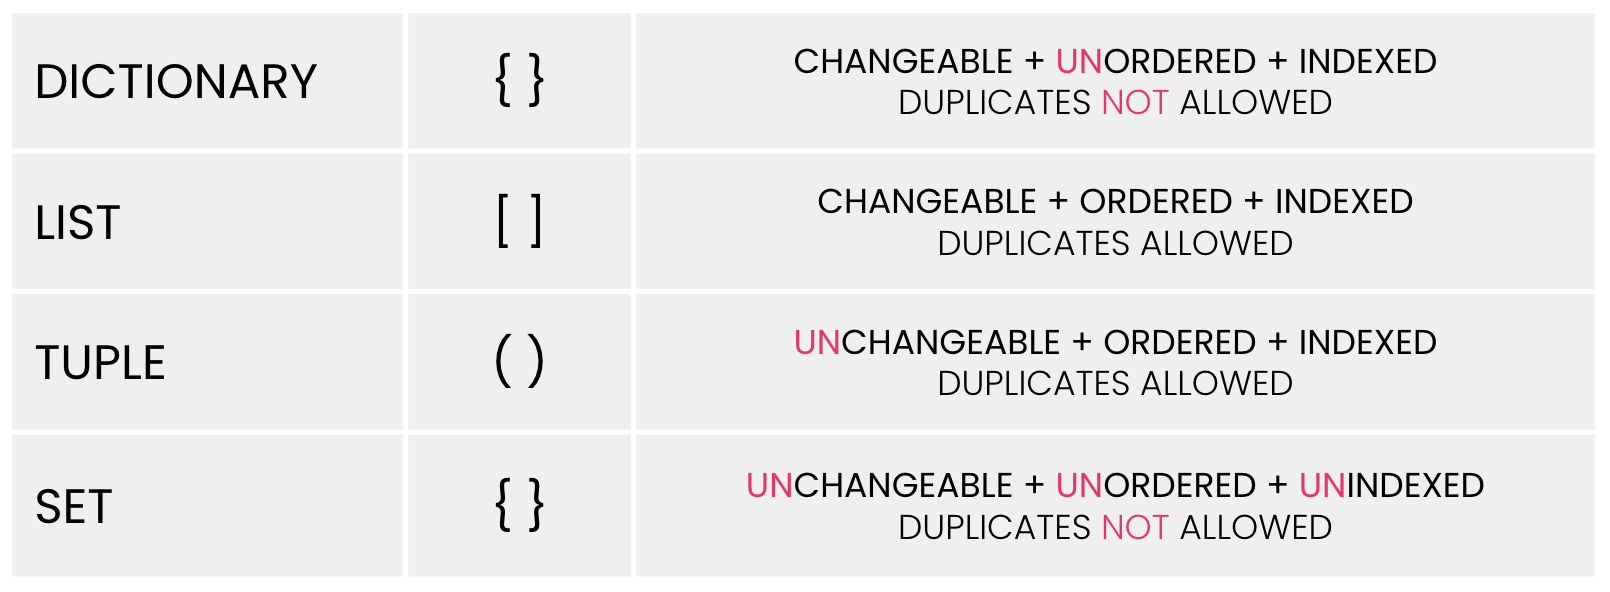 DICTIONARY
{ }
CHANGEABLE + UNORDERED + INDEXED
DUPLICATES NOT ALLOWED
LIST
[ ]
CHANGEABLE + ORDERED + INDEXED
DUPLICATES ALLOWED
TUPLE
( )
UNCHANGEABLE + ORDERED + INDEXED
DUPLICATES ALLOWED
SET
{ }
UNCHANGEABLE + UNORDERED + UNINDEXED
DUPLICATES NOT ALLOWED